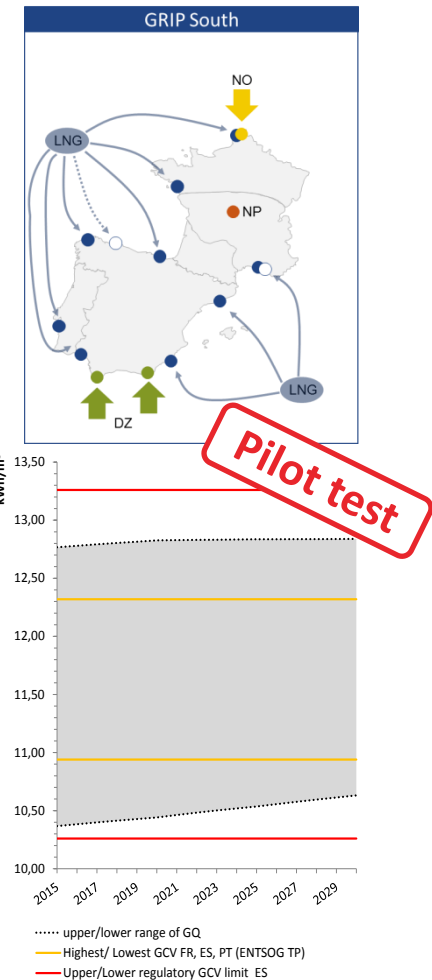 GRIP South
NO
LNG
NP
LNG
DZ
Pilot test
kWh/m³
13,50
13,00
12,50
12,00
11,50
11,00
10,50
10,00
2015
2017
2019
2021
2023
2025
2027
2029
upper/lower range of GQ
Highest/ Lowest GCV FR, ES, PT (ENTSOG TP)
Upper/Lower regulatory GCV limit ES